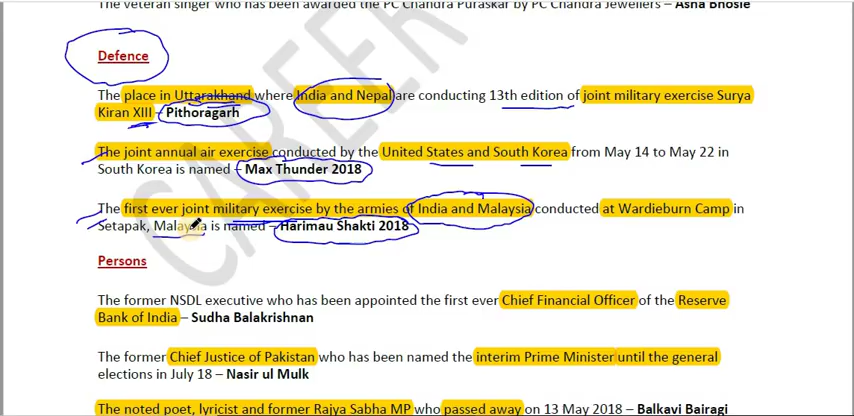 The veteran singer who has been awarded the PC Chandra Puraskar by PC Chandra Jewellers – Asha Bhosle
Defence
The place in Uttarakhand where India and Nepal are conducting 13th edition of joint military exercise Surya
Kiran XIII – Pithoragarh
The joint annual air exercise conducted by the United States and South Korea from May 14 to May 22 in
South Korea is named – Max Thunder 2018
The first ever joint military exercise by the armies of India and Malaysia conducted at Wardieburn Camp in
Setapak, Malaysia is named – Harimau Shakti 2018
Persons
The former NSDL executive who has been appointed the first ever Chief Financial Officer of the Reserve
Bank of India – Sudha Balakrishnan
The former Chief Justice of Pakistan who has been named the interim Prime Minister until the general
elections in July 18 – Nasir ul Mulk
The noted poet, lyricist and former Rajya Sabha MP who passed away on 13 May 2018 – Balkavi Bairagi
CAREER